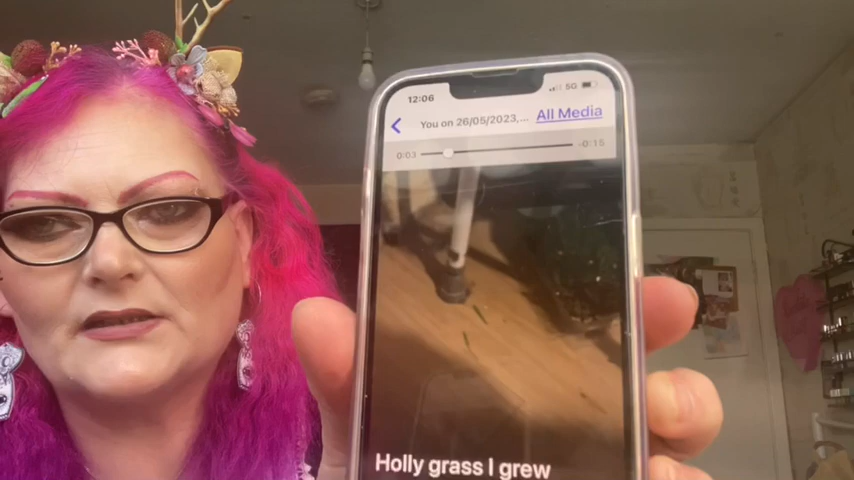 12:06
5G
You on 26/05/2023,...
All Media
0:03
-0:15
Holly grass I grew